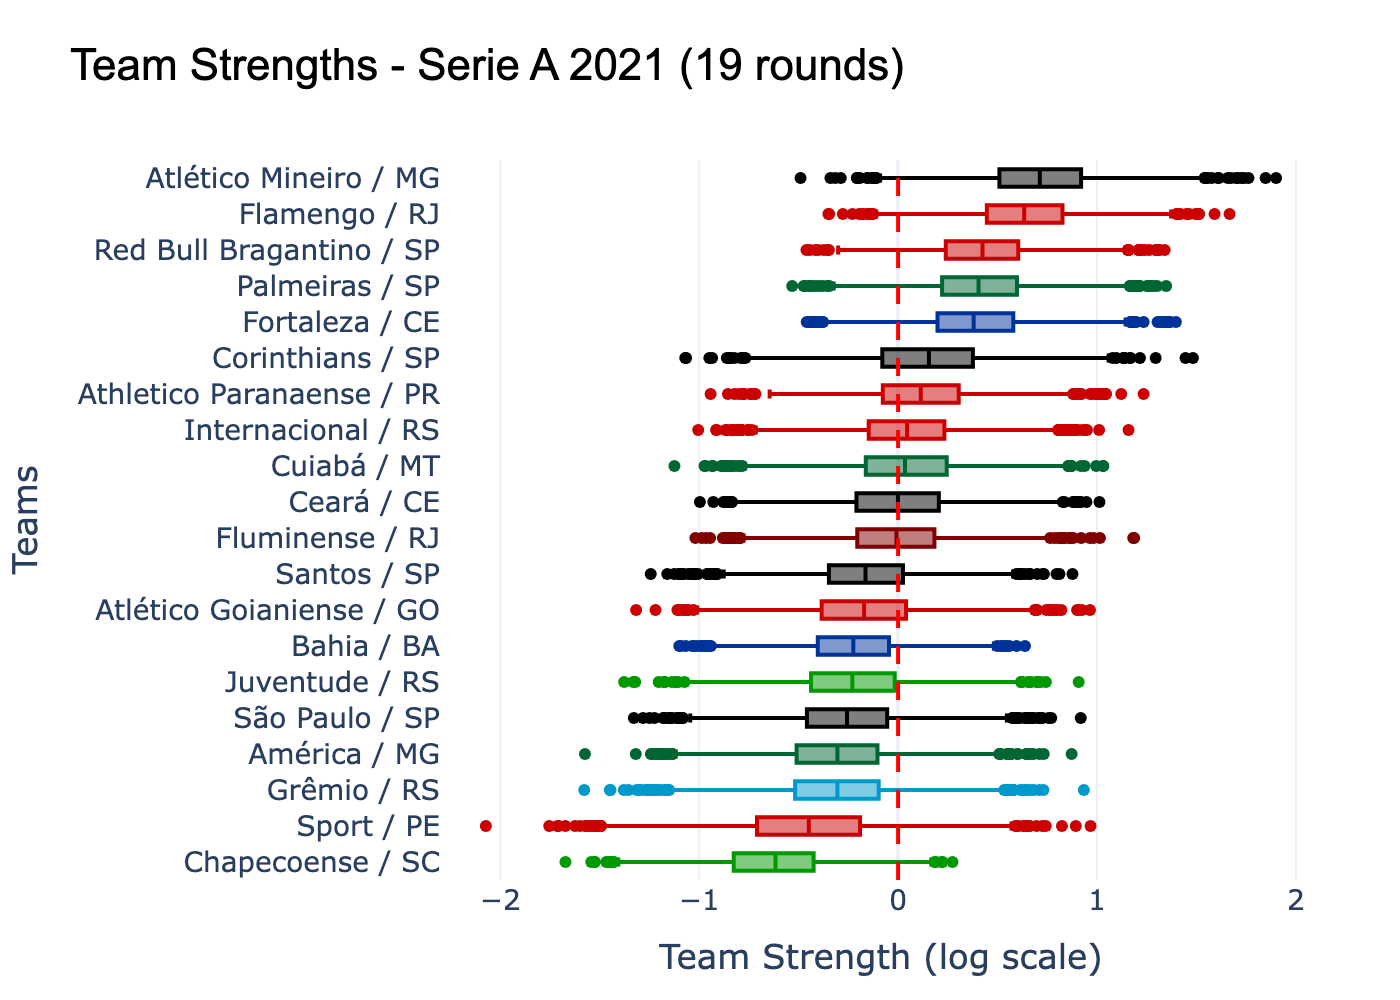 Team Strengths - Serie A 2021 (19 rounds)
Teams
Atlético Mineiro / MG
Flamengo / RJ
Red Bull Bragantino / SP
Palmeiras / SP
Fortaleza / CE
Corinthians / SP
Athletico Paranaense / PR
Internacional / RS
Cuiabá / MT
Ceará / CE
Fluminense / RJ
Santos / SP
Atlético Goianiense / GO
Bahia / BA
Juventude / RS
São Paulo / SP
América / MG
Grêmio / RS
Sport / PE
Chapecoense / SC
−2 −1 0 1 2
Team Strength (log scale)